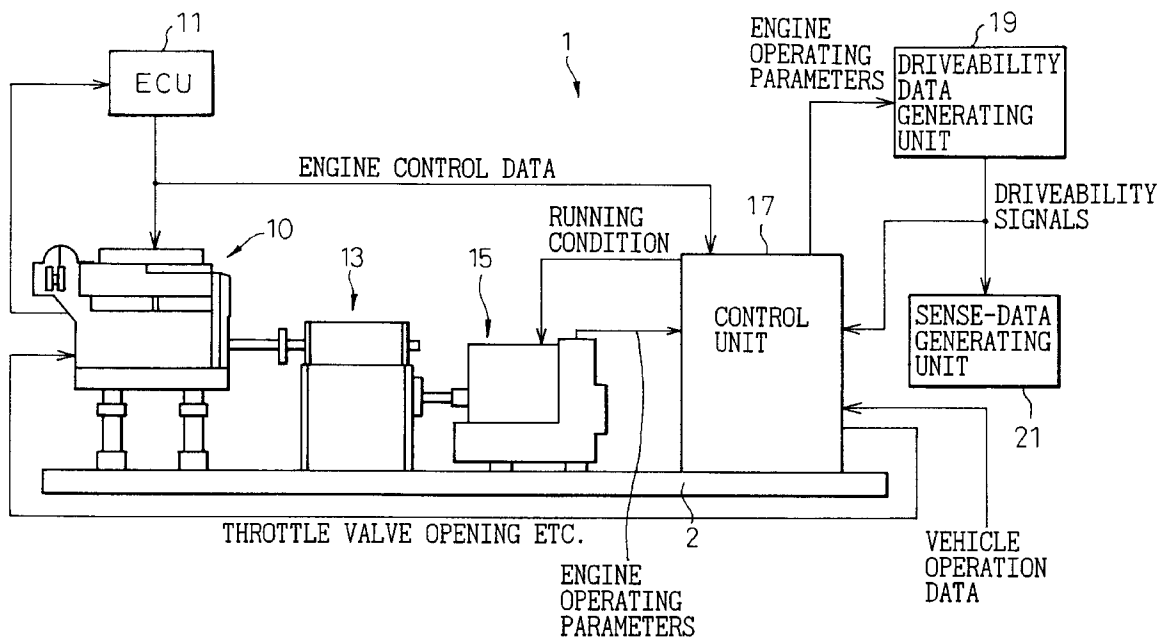 11
ECU
1
ENGINE
OPERATING
PARAMETERS
19
DRIVEABILITY
DATA
GENERATING
UNIT
ENGINE CONTROL DATA
DRIVEABILITY
SIGNALS
10
13
15
RUNNING
CONDITION
17
CONTROL
UNIT
SENSE-DATA
GENERATING
UNIT
21
THROTTLE VALVE OPENING ETC.
2
ENGINE
OPERATING
PARAMETERS
VEHICLE
OPERATION
DATA